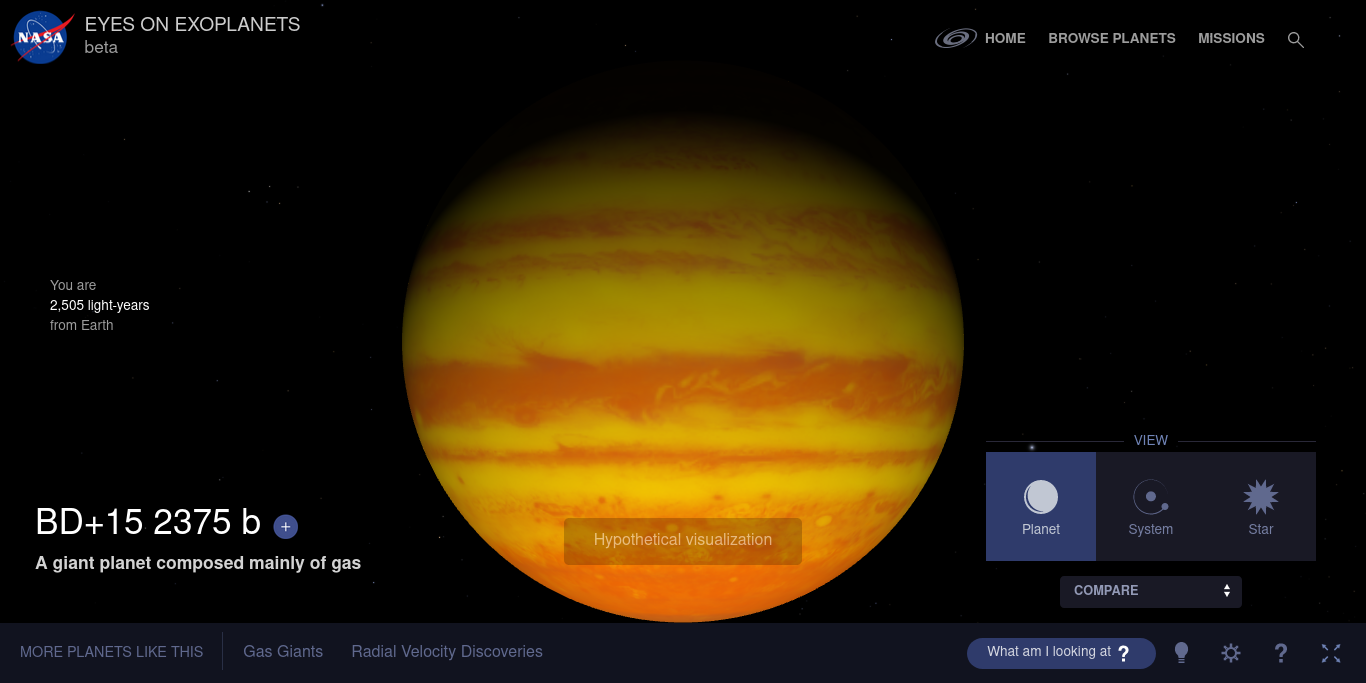 NASA
EYES ON EXOPLANETS
beta
HOME
BROWSE PLANETS
MISSIONS
You are
2,505 light-years
from Earth
BD+15 2375 b +
A giant planet composed mainly of gas
Hypothetical visualization
VIEW
Planet
System
Star
COMPARE
MORE PLANETS LIKE THIS
Gas Giants
Radial Velocity Discoveries
What am I looking at ?
?